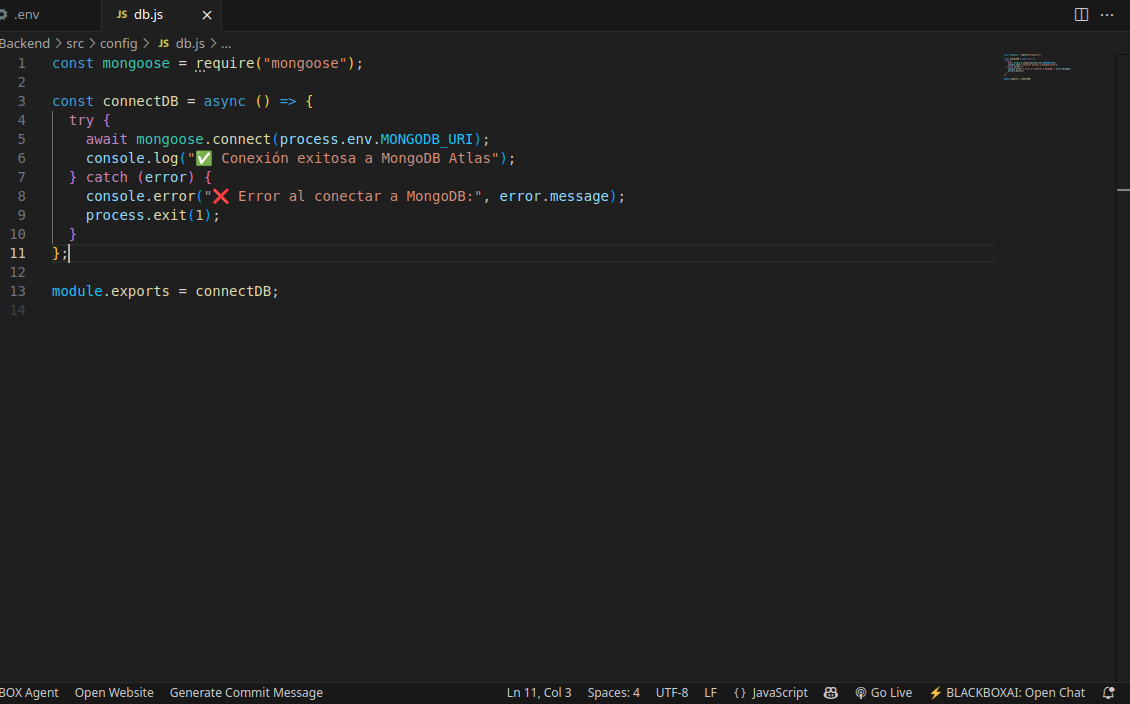 .env
JS db.js
Backend > src > config > JS db.js > ...
1 const mongoose = require("mongoose");
2
3 const connectDB = async () => {
4 try {
5 await mongoose.connect(process.env.MONGODB_URI);
6 console.log("✅ Conexión exitosa a MongoDB Atlas");
7 } catch (error) {
8 console.error("❌ Error al conectar a MongoDB:", error.message);
9 process.exit(1);
10 }
11 };
12
13 module.exports = connectDB;
14
BOX Agent Open Website Generate Commit Message Ln 11, Col 3 Spaces: 4 UTF-8 LF {} JavaScript Go Live ⚡ BLACKBOXAI: Open Chat